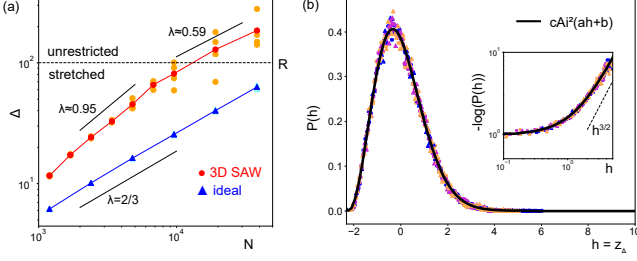 (a)
λ≈0.59
unrestricted
stretched
λ≈0.95
λ=2/3
3D SAW
ideal
Δ
R
N
10²
10¹
10³
10⁴
(b)
cAi²(ah+b)
P(h)
0.4
0.3
0.2
0.1
0.0
−2
0
2
4
6
8
10
h = z_A
-log(P(h))
10¹
10⁰
10⁻¹
10⁰
h^3/2
h